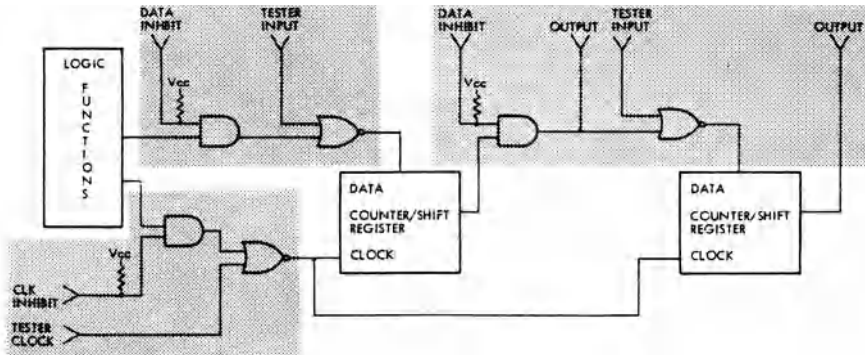 DATA INHIBIT
TESTER INPUT
DATA INHIBIT
OUTPUT
TESTER INPUT
OUTPUT
LOGIC
FUNCTIONS
Vcc
Vcc
DATA
COUNTER/SHIFT
REGISTER
CLOCK
DATA
COUNTER/SHIFT
REGISTER
CLOCK
Vcc
CLK
INHIBIT
TESTER
CLOCK